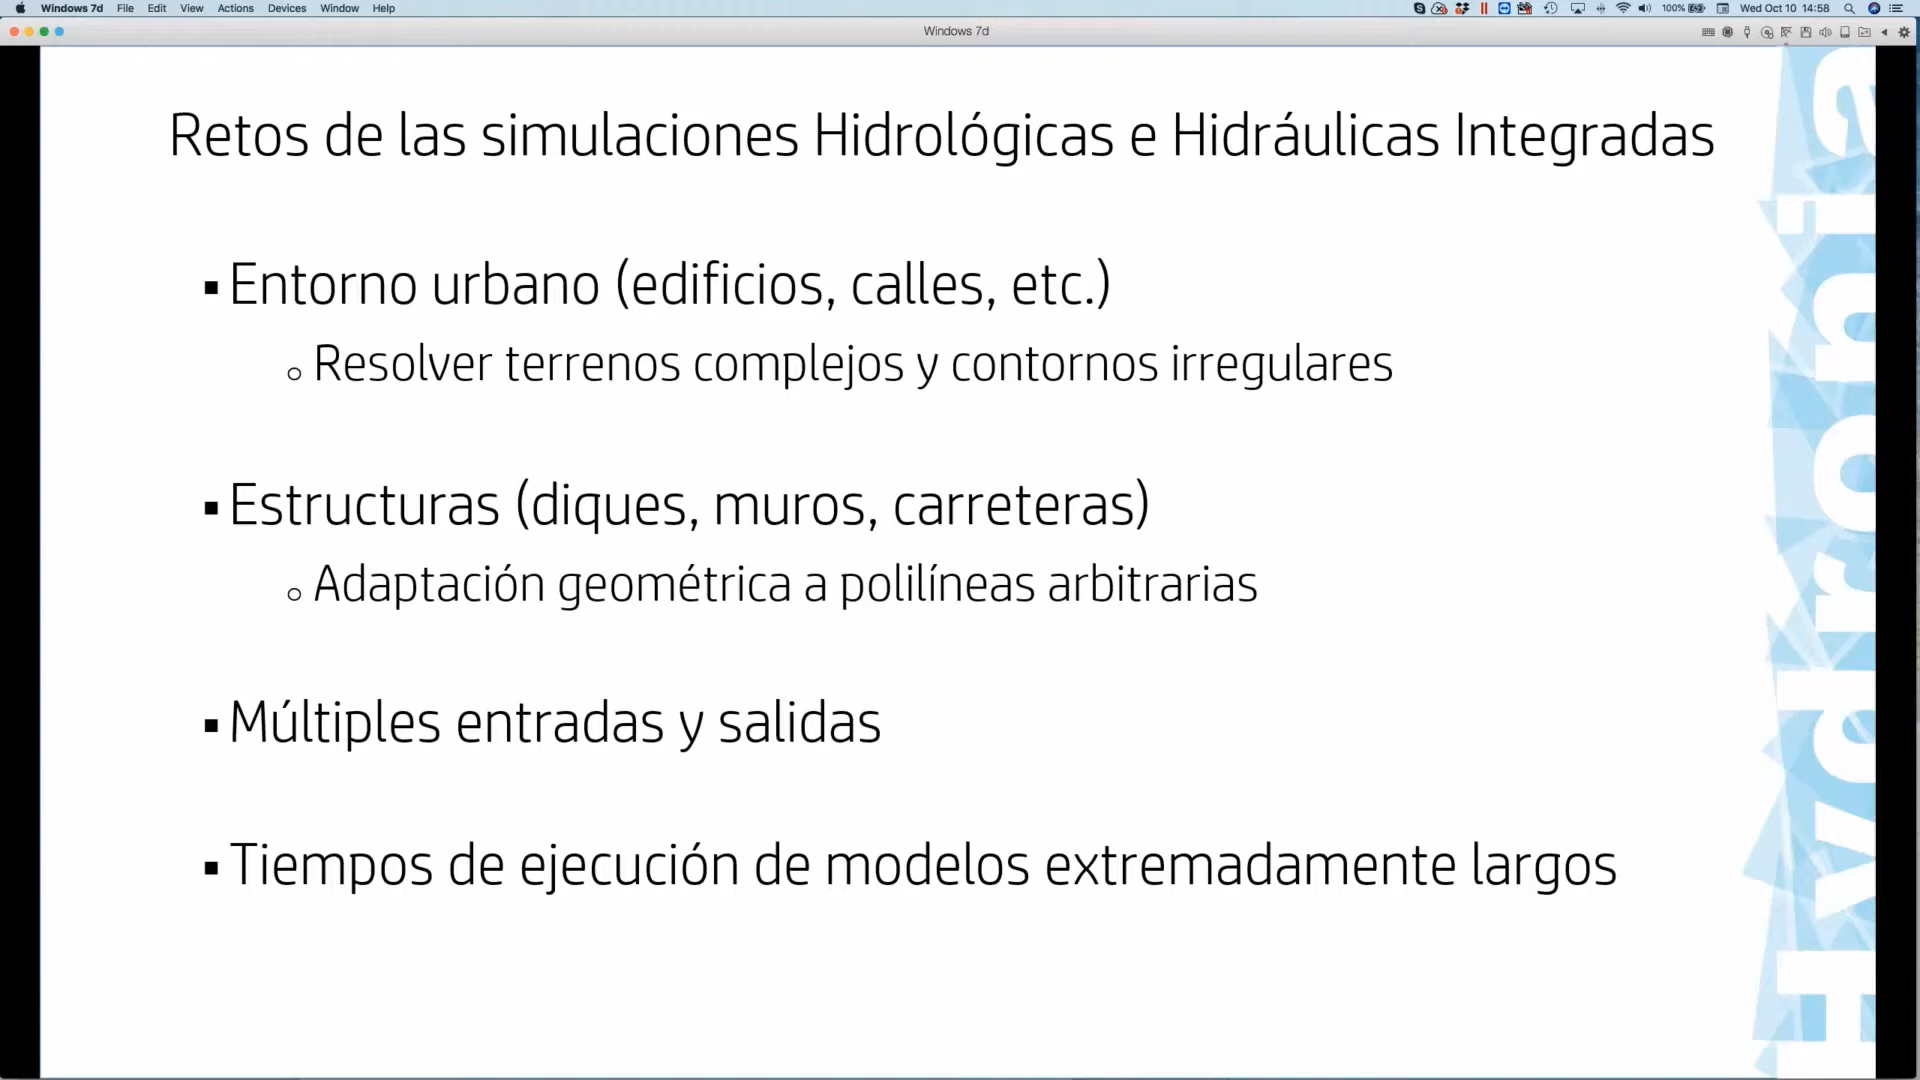 Windows 7d File Edit View Actions Devices Window Help 100% Wed Oct 10 14:58
Windows 7d
Retos de las simulaciones Hidrológicas e Hidráulicas Integradas
Entorno urbano (edificios, calles, etc.)
Resolver terrenos complejos y contornos irregulares
Estructuras (diques, muros, carreteras)
Adaptación geométrica a polilíneas arbitrarias
Múltiples entradas y salidas
Tiempos de ejecución de modelos extremadamente largos
Hydronia